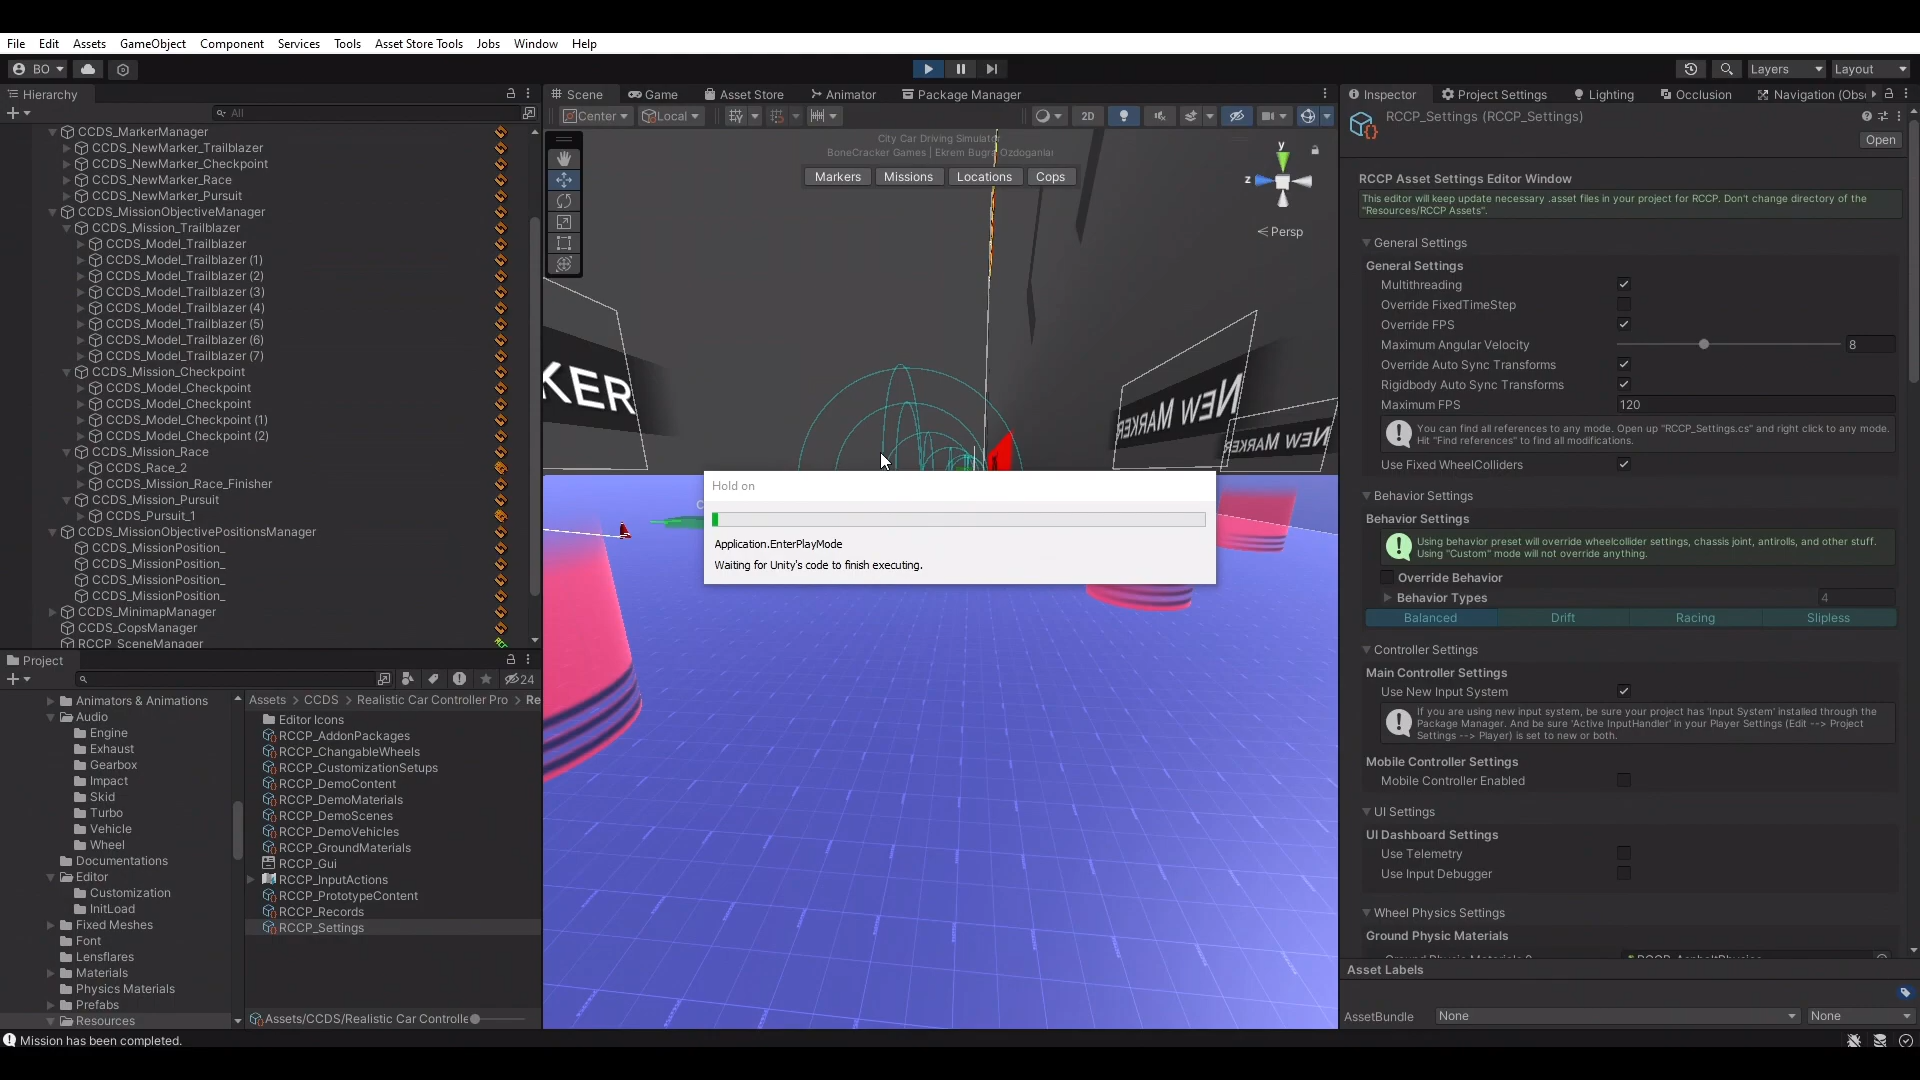 File Edit Assets GameObject Component Services Tools Asset Store Tools Jobs Window Help
BO
Layers Layout
Hierarchy
All
CCDS_MarkerManager
CCDS_NewMarker_Trailblazer
CCDS_NewMarker_Checkpoint
CCDS_NewMarker_Race
CCDS_NewMarker_Pursuit
CCDS_MissionObjectiveManager
CCDS_Mission_Trailblazer
CCDS_Model_Trailblazer
CCDS_Model_Trailblazer (1)
CCDS_Model_Trailblazer (2)
CCDS_Model_Trailblazer (3)
CCDS_Model_Trailblazer (4)
CCDS_Model_Trailblazer (5)
CCDS_Model_Trailblazer (6)
CCDS_Model_Trailblazer (7)
CCDS_Mission_Checkpoint
CCDS_Model_Checkpoint
CCDS_Model_Checkpoint
CCDS_Model_Checkpoint (1)
CCDS_Model_Checkpoint (2)
CCDS_Mission_Race
CCDS_Race_2
CCDS_Mission_Race_Finisher
CCDS_Mission_Pursuit
CCDS_Pursuit_1
CCDS_MissionObjectivePositionsManager
CCDS_MissionPosition_
CCDS_MissionPosition_
CCDS_MissionPosition_
CCDS_MissionPosition_
CCDS_MinimapManager
CCDS_CopsManager
RCCP_SceneManager
Project
24
Animators & Animations
Audio
Engine
Exhaust
Gearbox
Impact
Skid
Turbo
Vehicle
Wheel
Documentations
Editor
Customization
InitLoad
Fixed Meshes
Font
Lensflares
Materials
Physics Materials
Prefabs
Resources
Assets > CCDS > Realistic Car Controller Pro > Re
Editor Icons
RCCP_AddonPackages
RCCP_ChangableWheels
RCCP_CustomizationSetups
RCCP_DemoContent
RCCP_DemoMaterials
RCCP_DemoScenes
RCCP_DemoVehicles
RCCP_GroundMaterials
RCCP_Gui
RCCP_InputActions
RCCP_PrototypeContent
RCCP_Records
RCCP_Settings
Assets/CCDS/Realistic Car Controlle
Mission has been completed.
Scene Game Asset Store Animator Package Manager
Center Local 2D
City Car Driving Simulator
BoneCracker Games | Ekrem Bugra Ozdoganlar
Markers Missions Locations Cops
y
z
Persp
KER
NEW MARKER
NEW MARKER
Hold on
Application.EnterPlayMode
Waiting for Unity's code to finish executing.
Inspector Project Settings Lighting Occlusion Navigation (Obs
RCCP_Settings (RCCP_Settings)
Open
RCCP Asset Settings Editor Window
This editor will keep update necessary .asset files in your project for RCCP. Don't change directory of the
"Resources/RCCP Assets".
General Settings
General Settings
Multithreading
Override FixedTimeStep
Override FPS
Maximum Angular Velocity 8
Override Auto Sync Transforms
Rigidbody Auto Sync Transforms
Maximum FPS 120
You can find all references to any mode. Open up "RCCP_Settings.cs" and right click to any mode.
Hit "Find references" to find all modifications.
Use Fixed WheelColliders
Behavior Settings
Behavior Settings
Using behavior preset will override wheelcollider settings, chassis joint, antirolls, and other stuff.
Using "Custom" mode will not override anything.
Override Behavior
Behavior Types 4
Balanced Drift Racing Slipless
Controller Settings
Main Controller Settings
Use New Input System
If you are using new input system, be sure your project has 'Input System' installed through the
Package Manager. And be sure 'Active InputHandler' in your Player Settings (Edit --> Project
Settings --> Player) is set to new or both.
Mobile Controller Settings
Mobile Controller Enabled
UI Settings
UI Dashboard Settings
Use Telemetry
Use Input Debugger
Wheel Physics Settings
Ground Physic Materials
Asset Labels
AssetBundle None None